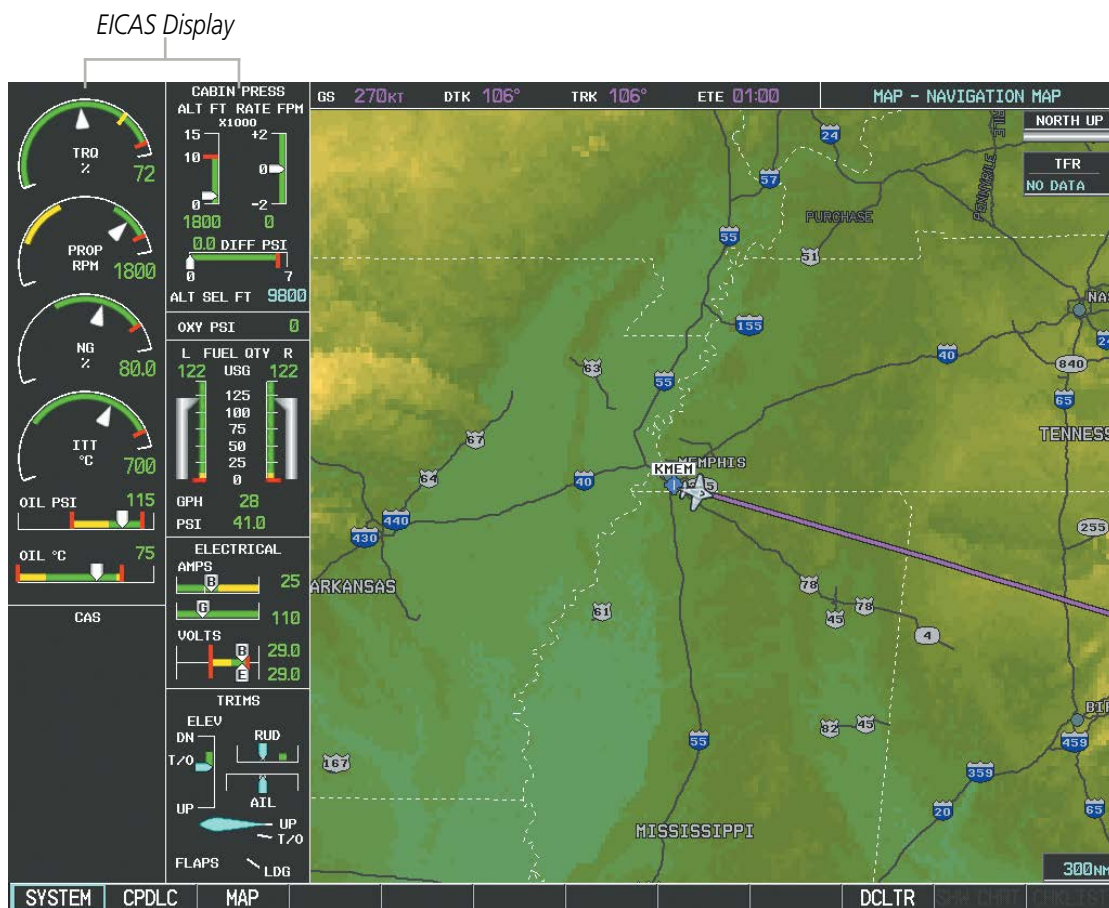 EICAS Display
TRQ
%
72
PROP
RPM
1800
NG
%
80.0
ITT
°C
700
OIL PSI 115
OIL °C 75
CAS
CABIN PRESS
ALT FT RATE FPM
X1000
15 +2
10
0
0 -2
1800 0
0.0 DIFF PSI
0 7
ALT SEL FT 9800
OXY PSI 0
L FUEL QTY R
122 USG 122
125
100
75
50
25
0
GPH 28
PSI 41.0
ELECTRICAL
AMPS
B 25
G 110
VOLTS
B 29.0
E 29.0
TRIMS
ELEV
DN RUD
T/O
UP AIL
UP
T/O
FLAPS LDG
GS 270KT DTK 106° TRK 106° ETE 01:00 MAP - NAVIGATION MAP
NORTH UP
TFR
NO DATA
24
57
PENNYRILE
PURCHASE
55
51
155
40
24
63
840
55
65
67
TENNESS
MEMPHIS
KMEM
64
40
440
430
255
ARKANSAS
78
78
61
45
4
82
45
55
459
167
359
20
65
MISSISSIPPI
300NM
SYSTEM CPDLC MAP DCLTR CHKLIST